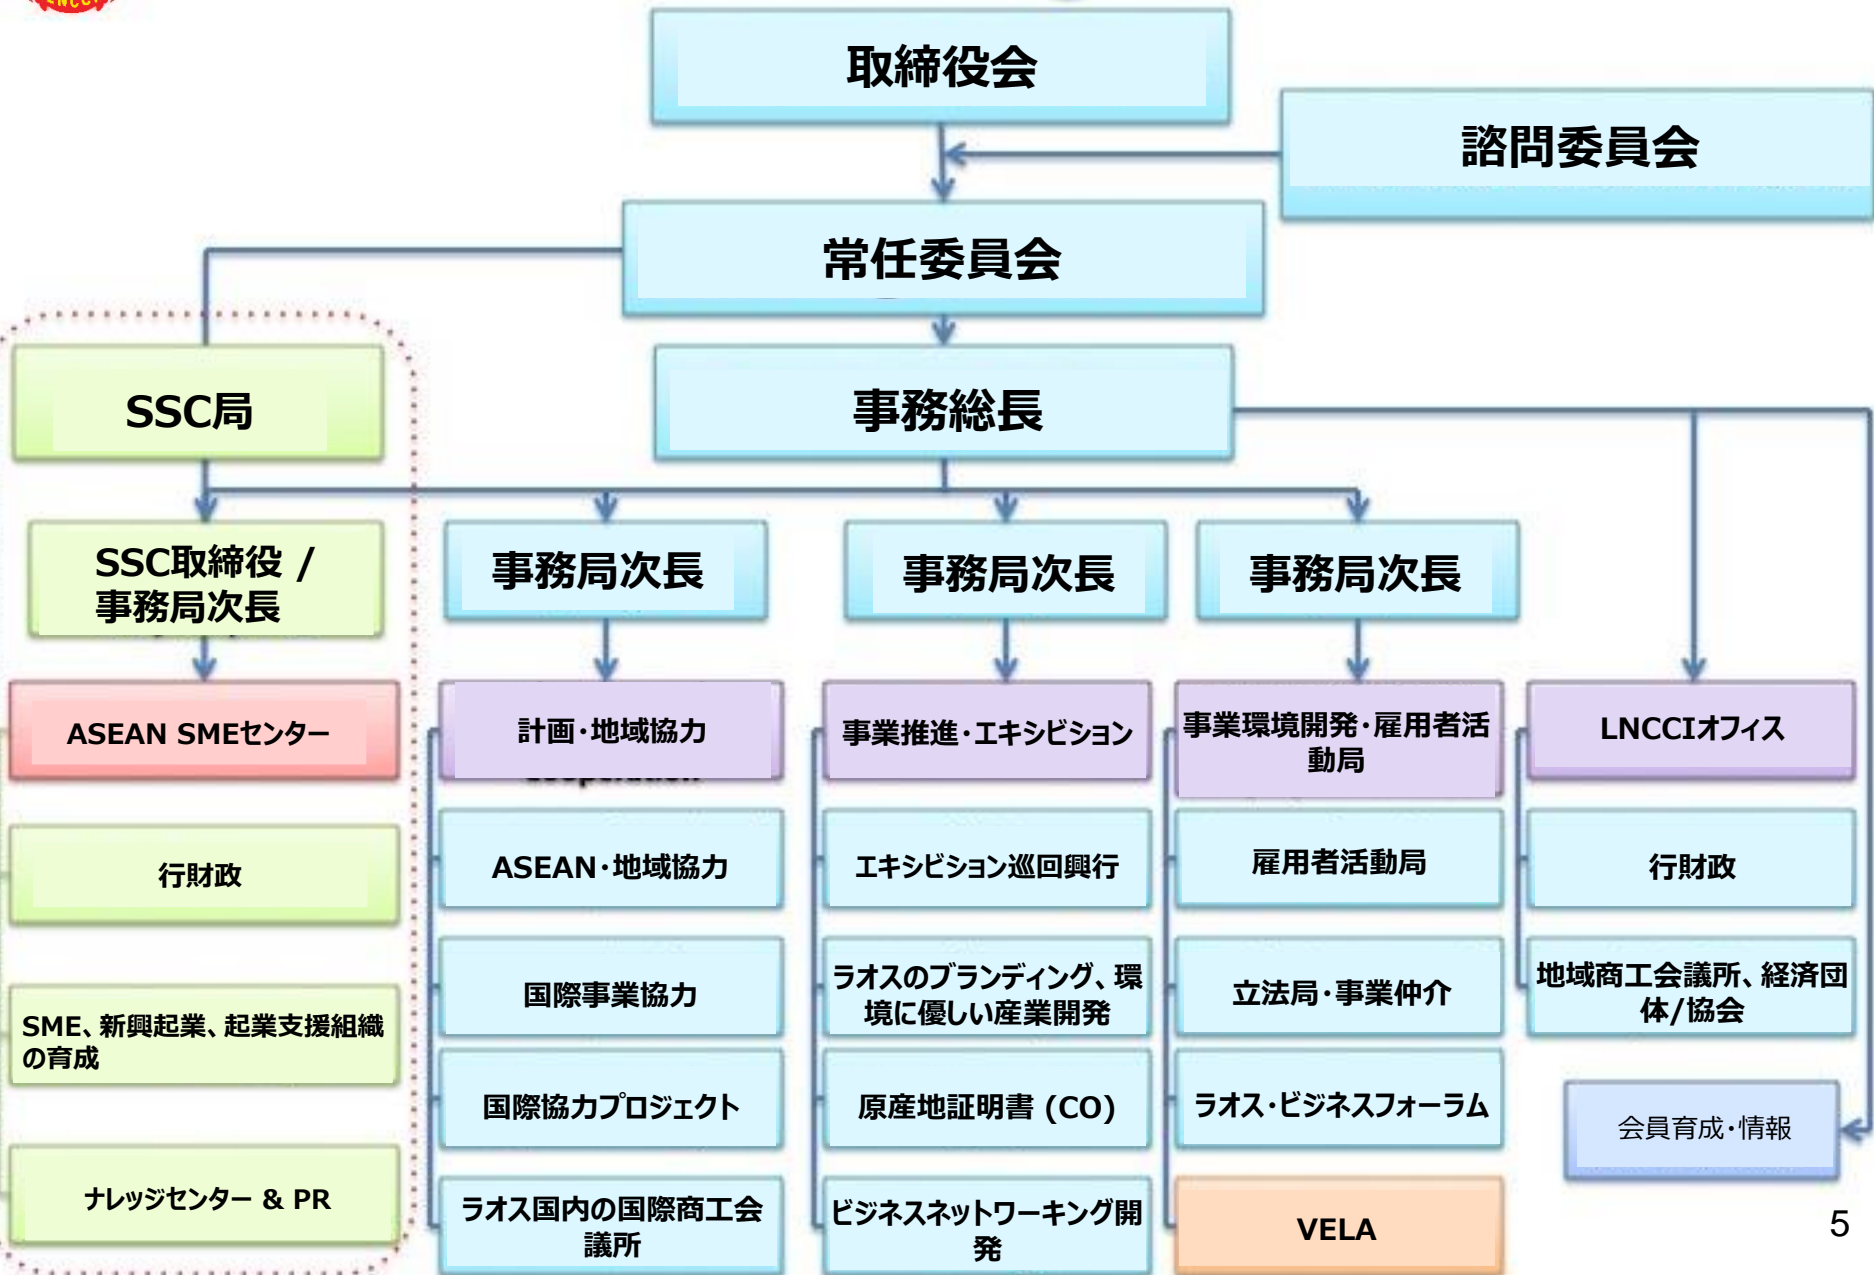 取締役会
諮問委員会
常任委員会
SSC局
事務総長
SSC取締役 /
事務局次長
事務局次長
事務局次長
事務局次長
ASEAN SMEセンター
計画・地域協力
事業推進・エキシビション
事業環境開発・雇用者活
動局
LNCCIオフィス
行財政
ASEAN・地域協力
エキシビション巡回興行
雇用者活動局
行財政
SME、新興起業、起業支援組織
の育成
国際事業協力
ラオスのブランディング、環
境に優しい産業開発
立法局・事業仲介
地域商工会議所、経済団
体/協会
国際協力プロジェクト
原産地証明書 (CO)
ラオス・ビジネスフォーラム
会員育成・情報
ナレッジセンター & PR
ラオス国内の国際商工会
議所
ビジネスネットワーキング開
発
VELA
5